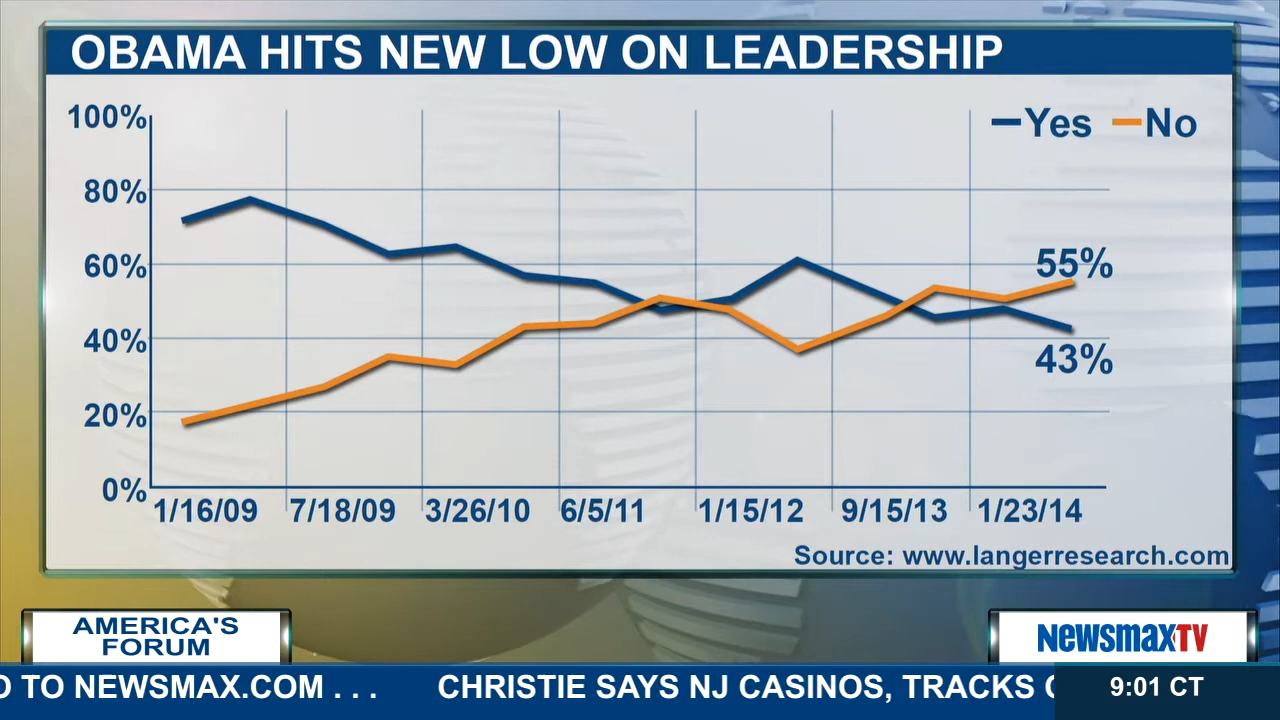 OBAMA HITS NEW LOW ON LEADERSHIP
100%
Yes No
80%
60%
55%
40%
43%
20%
0%
1/16/09 7/18/09 3/26/10 6/5/11 1/15/12 9/15/13 1/23/14
Source: www.langerresearch.com
AMERICA'S
FORUM
NEWSMAXTV
TO NEWSMAX.COM . . . CHRISTIE SAYS NJ CASINOS, TRACKS
9:01 CT